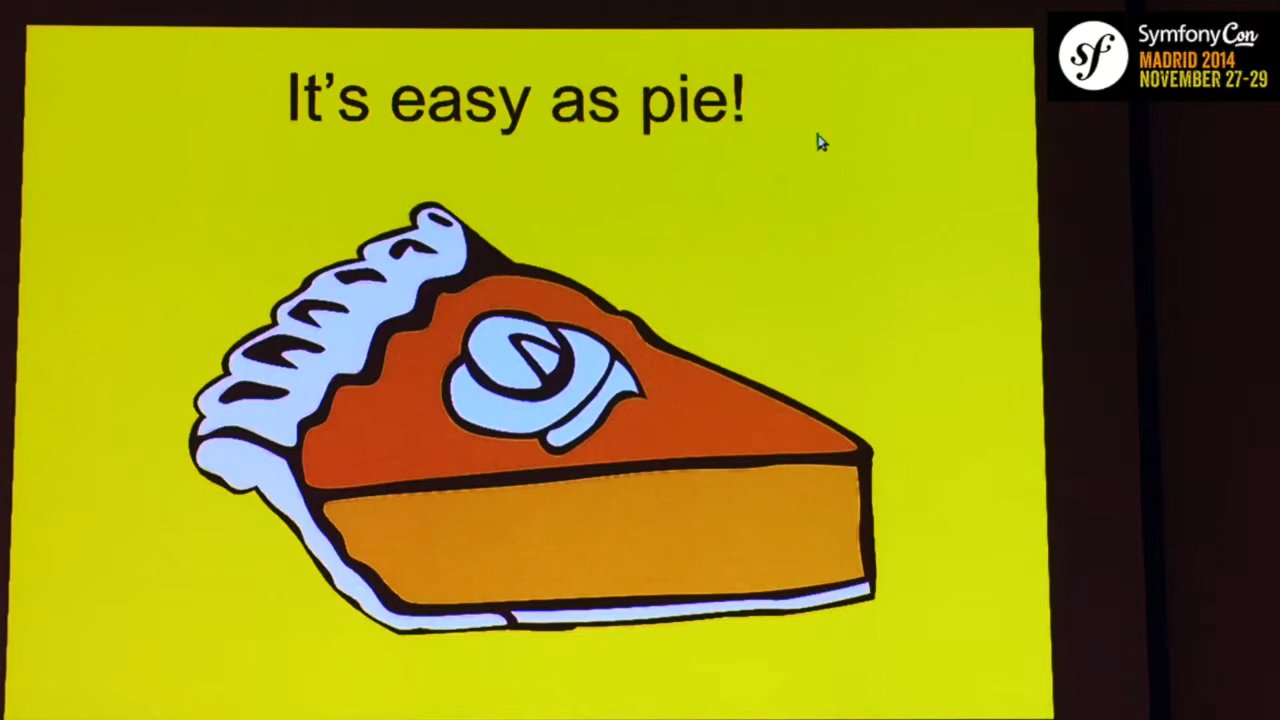 It's easy as pie!
sf
SymfonyCon
MADRID 2014
NOVEMBER 27-29